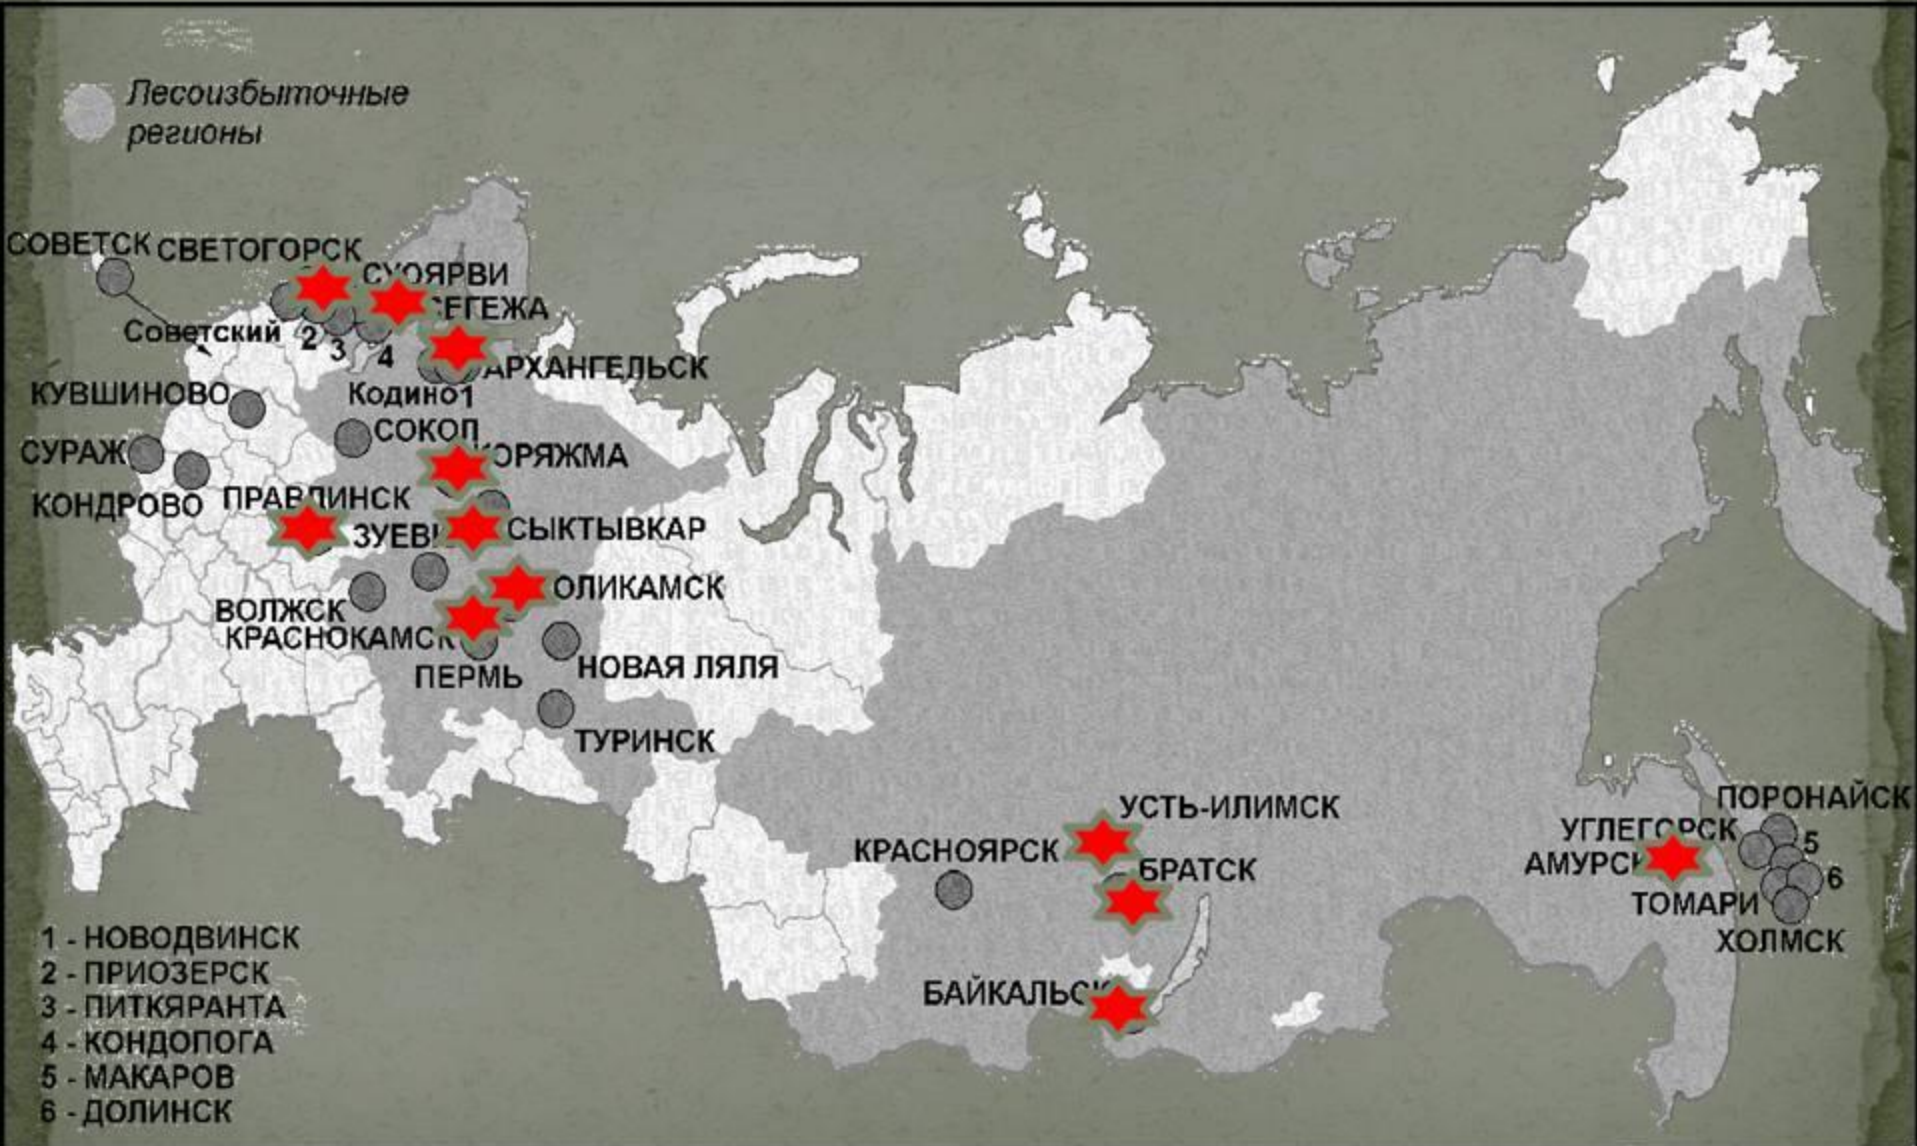 Лесоизбыточные
регионы
СОВЕТСК
СВЕТОГОРСК
СУОЯРВИ
СЕГЕЖА
Советский
2
3
4
АРХАНГЕЛЬСК
КУВШИНОВО
Кодино
1
СОКОЛ
СУРАЖ
КОРЯЖМА
КОНДРОВО
ПРАВДИНСК
ЗУЕВ
СЫКТЫВКАР
ОЛИКАМСК
ВОЛЖСК
КРАСНОКАМСК
ПЕРМЬ
НОВАЯ ЛЯЛЯ
ТУРИНСК
УСТЬ-ИЛИМСК
КРАСНОЯРСК
БРАТСК
БАЙКАЛЬСК
ПОРОНАЙСК
УГЛЕГОРСК
5
АМУРСК
6
ТОМАРИ
ХОЛМСК
1 - НОВОДВИНСК
2 - ПРИОЗЕРСК
3 - ПИТКЯРАНТА
4 - КОНДОПОГА
5 - МАКАРОВ
6 - ДОЛИНСК